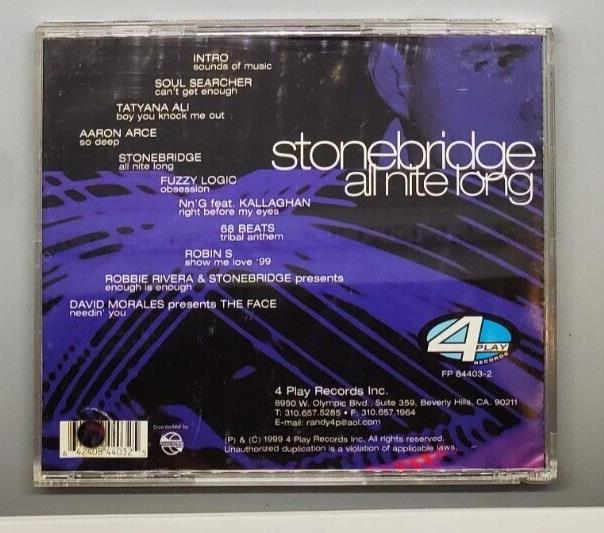 INTRO
sounds of music
SOUL SEARCHER
can't get enough
TATYANA ALI
boy you knock me out
AARON ARCE
so deep
STONEBRIDGE
all nite long
FUZZY LOGIC
obsession
Nn'G feat. KALLAGHAN
right before my eyes
68 BEATS
tribal anthem
ROBIN S
show me love '99
ROBBIE RIVERA & STONEBRIDGE presents
enough is enough
DAVID MORALES presents THE FACE
needin' you
stonebridge
all nite long
4 PLAY
RECORDS
FP 84403-2
4 Play Records Inc.
8950 W. Olympic Blvd., Suite 359, Beverly Hills, CA. 90211
T: 310.657.5285 • F: 310.657.1964
E-mail: randy4p@aol.com
Distributed by
(P) & (C) 1999 4 Play Records Inc. All rights reserved.
Unauthorized duplication is a violation of applicable laws.
6 42408 44032 5